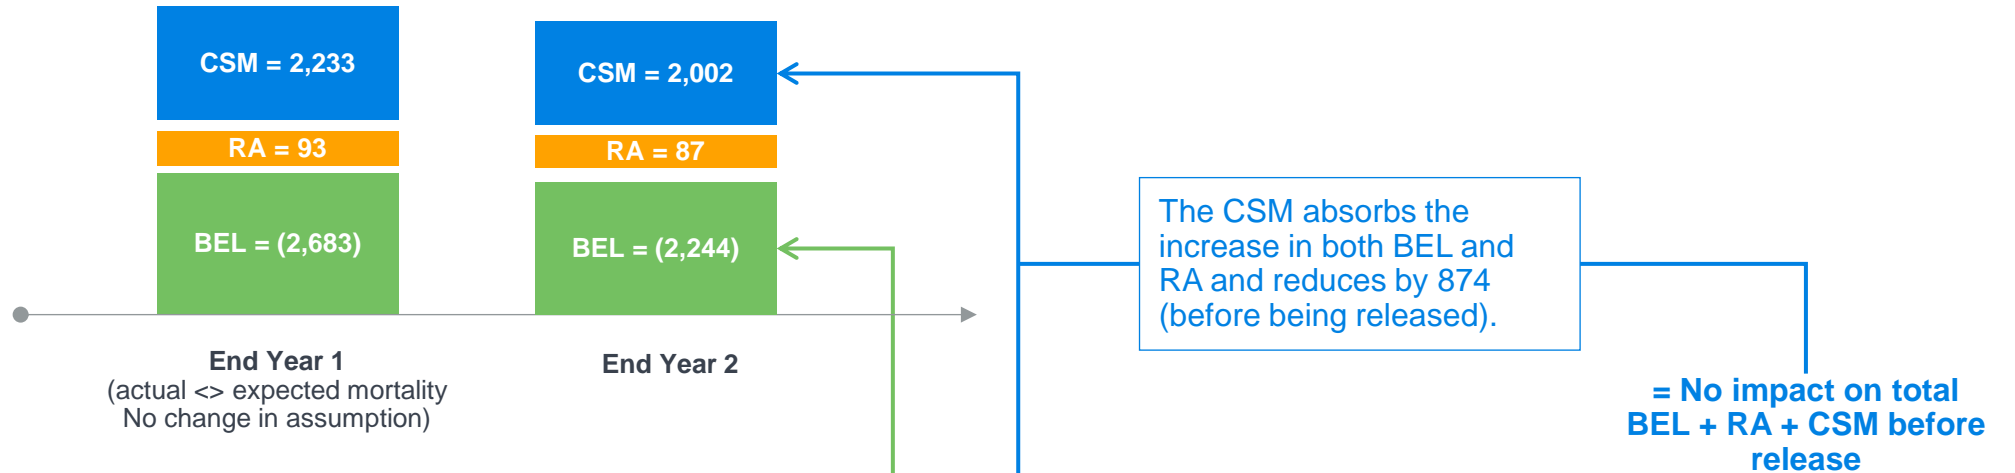 CSM = 2,233
RA = 93
BEL = (2,683)
CSM = 2,002
RA = 87
BEL = (2,244)
End Year 1
(actual <> expected mortality
No change in assumption)
End Year 2
The CSM absorbs the
increase in both BEL and
RA and reduces by 874
(before being released).
= No impact on total
BEL + RA + CSM before
release